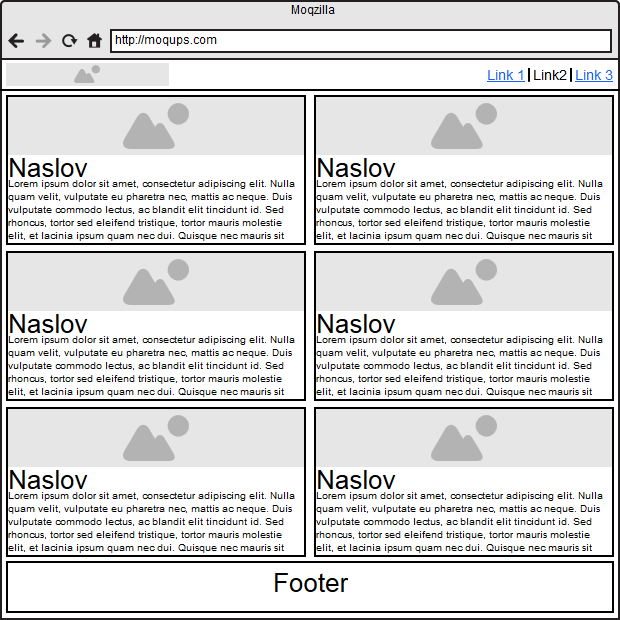 Moqzilla
http://moqups.com
Link 1 | Link2 | Link 3
Naslov
Lorem ipsum dolor sit amet, consectetur adipiscing elit. Nulla
quam velit, vulputate eu pharetra nec, mattis ac neque. Duis
vulputate commodo lectus, ac blandit elit tincidunt id. Sed
rhoncus, tortor sed eleifend tristique, tortor mauris molestie
elit, et lacinia ipsum quam nec dui. Quisque nec mauris sit
Naslov
Lorem ipsum dolor sit amet, consectetur adipiscing elit. Nulla
quam velit, vulputate eu pharetra nec, mattis ac neque. Duis
vulputate commodo lectus, ac blandit elit tincidunt id. Sed
rhoncus, tortor sed eleifend tristique, tortor mauris molestie
elit, et lacinia ipsum quam nec dui. Quisque nec mauris sit
Naslov
Lorem ipsum dolor sit amet, consectetur adipiscing elit. Nulla
quam velit, vulputate eu pharetra nec, mattis ac neque. Duis
vulputate commodo lectus, ac blandit elit tincidunt id. Sed
rhoncus, tortor sed eleifend tristique, tortor mauris molestie
elit, et lacinia ipsum quam nec dui. Quisque nec mauris sit
Naslov
Lorem ipsum dolor sit amet, consectetur adipiscing elit. Nulla
quam velit, vulputate eu pharetra nec, mattis ac neque. Duis
vulputate commodo lectus, ac blandit elit tincidunt id. Sed
rhoncus, tortor sed eleifend tristique, tortor mauris molestie
elit, et lacinia ipsum quam nec dui. Quisque nec mauris sit
Naslov
Lorem ipsum dolor sit amet, consectetur adipiscing elit. Nulla
quam velit, vulputate eu pharetra nec, mattis ac neque. Duis
vulputate commodo lectus, ac blandit elit tincidunt id. Sed
rhoncus, tortor sed eleifend tristique, tortor mauris molestie
elit, et lacinia ipsum quam nec dui. Quisque nec mauris sit
Naslov
Lorem ipsum dolor sit amet, consectetur adipiscing elit. Nulla
quam velit, vulputate eu pharetra nec, mattis ac neque. Duis
vulputate commodo lectus, ac blandit elit tincidunt id. Sed
rhoncus, tortor sed eleifend tristique, tortor mauris molestie
elit, et lacinia ipsum quam nec dui. Quisque nec mauris sit
Footer